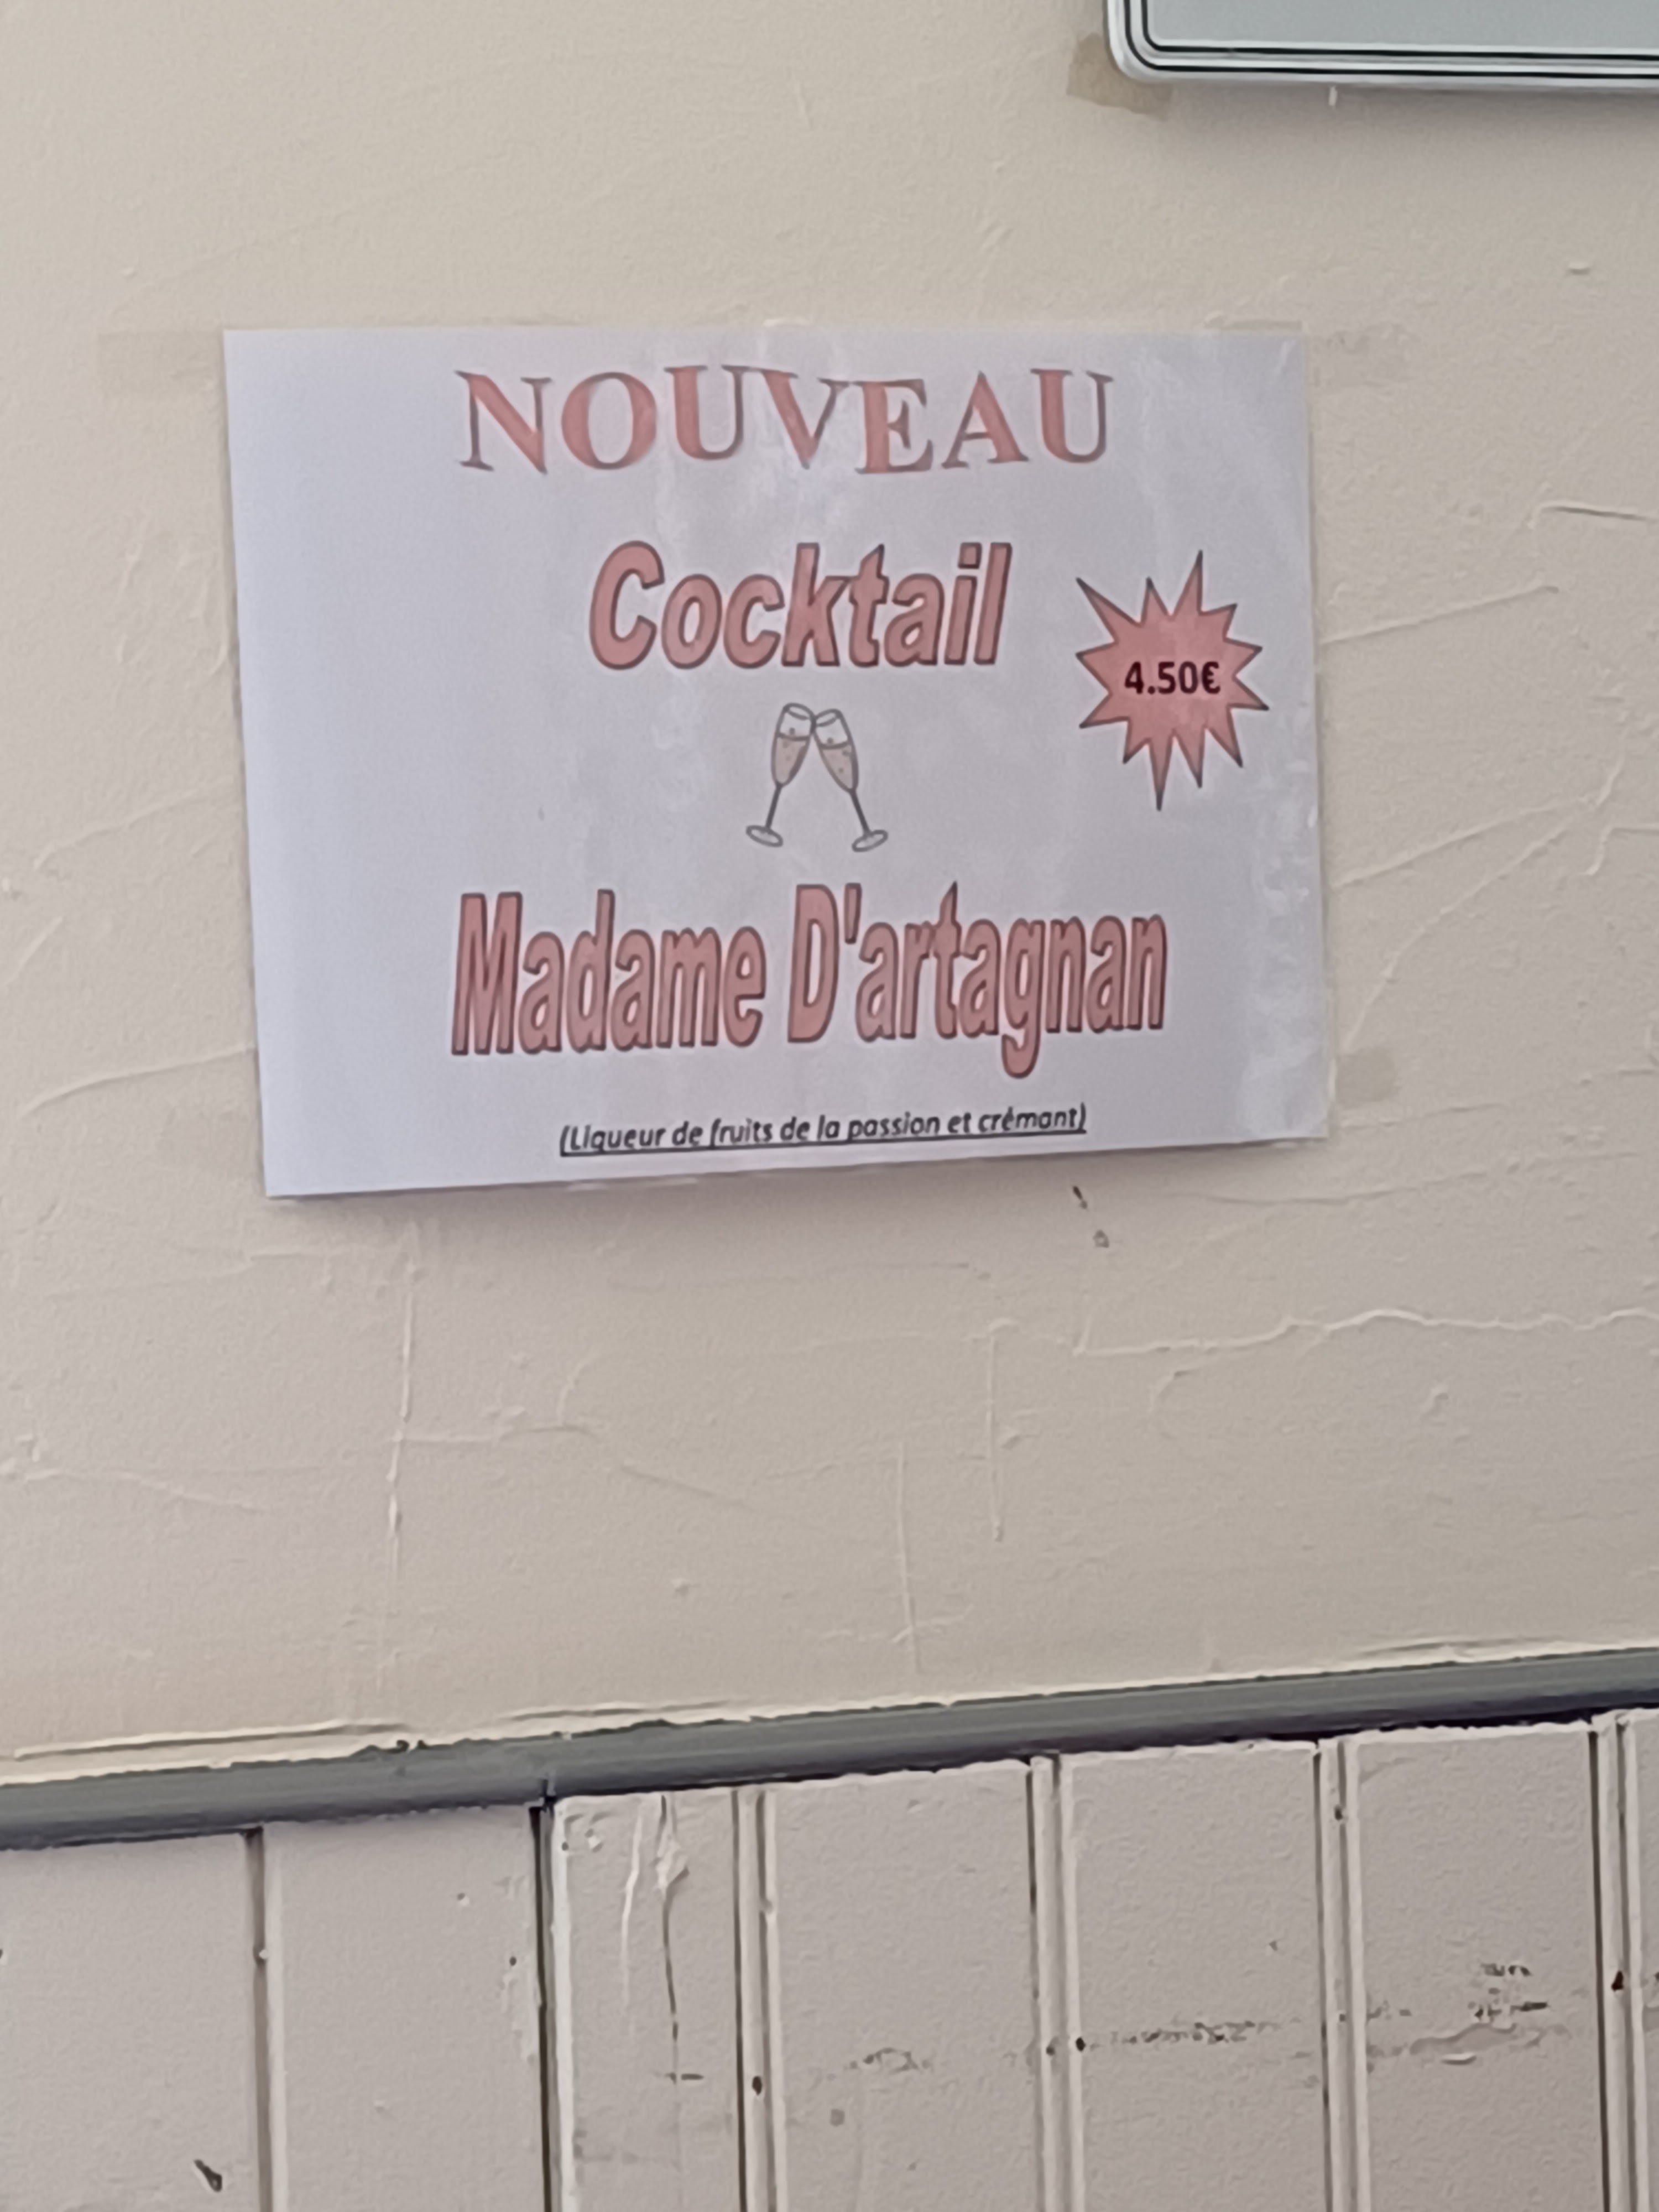 NOUVEAU
Cocktail
4.50€
Madame D'artagnan
(Liqueur de fruits de la passion et crémant)